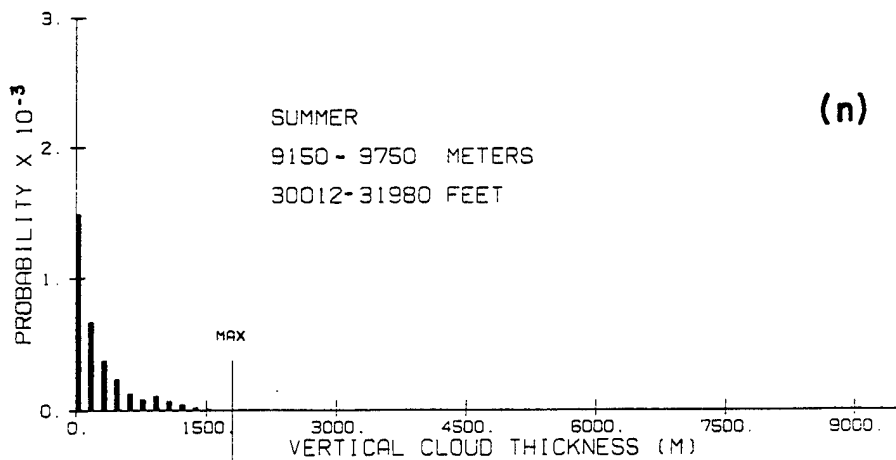 3.
2.
1.
0.
PROBABILITY X 10⁻³
SUMMER
9150- 9750 METERS
30012-31980 FEET
(n)
MAX
0. 1500. 3000. 4500. 6000. 7500. 9000.
VERTICAL CLOUD THICKNESS (M)